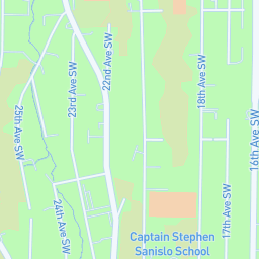 22nd Ave SW
23rd Ave SW
18th Ave SW
25th Ave SW
16th Ave SW
17th Ave SW
24th Ave SW
Captain Stephen
Sanislo School